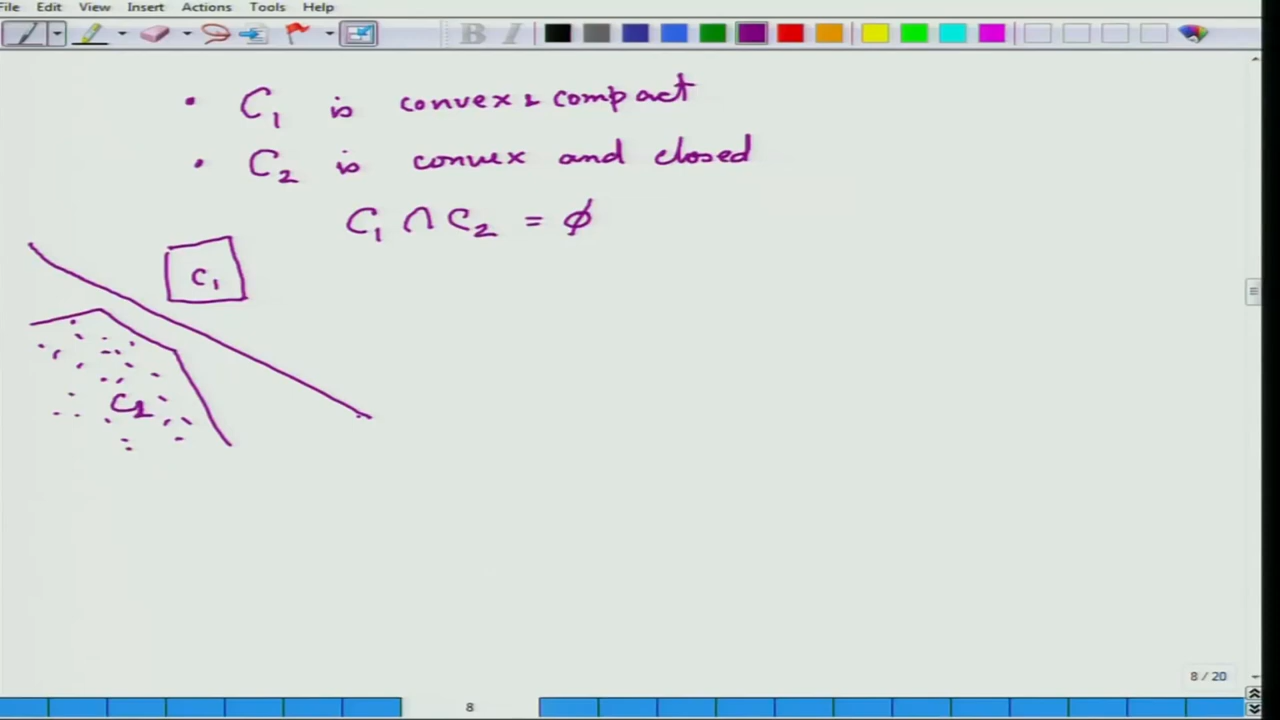 File Edit View Insert Actions Tools Help
B I
• C₁ is convex & compact
• C₂ is convex and closed
C₁ ∩ C₂ = ϕ
C₁
C₂
8 / 20
8